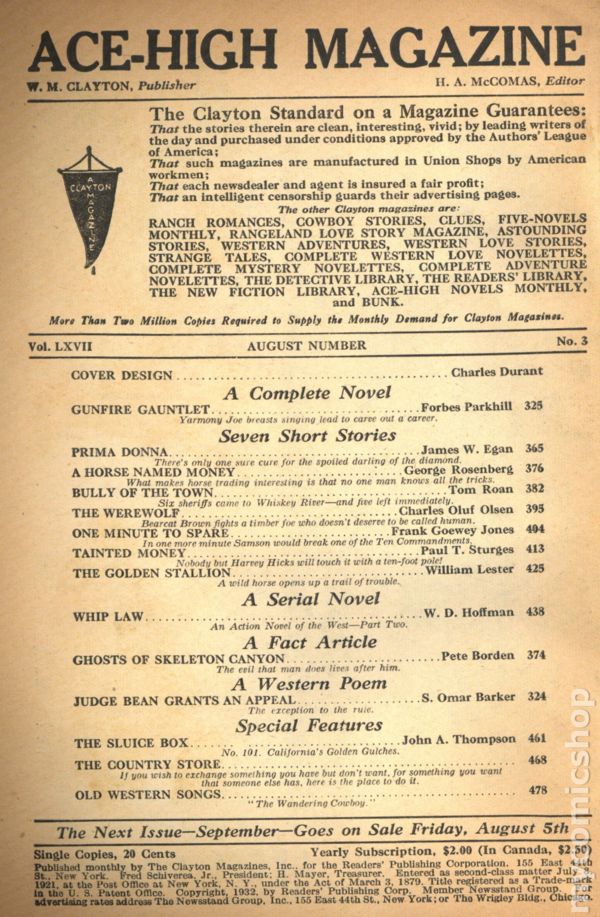 ACE-HIGH MAGAZINE
W. M. CLAYTON, Publisher H. A. McCOMAS, Editor
A
CLAYTON
MAGAZINE
The Clayton Standard on a Magazine Guarantees:
That the stories therein are clean, interesting, vivid; by leading writers of
the day and purchased under conditions approved by the Authors' League
of America;
That such magazines are manufactured in Union Shops by American
workmen;
That each newsdealer and agent is insured a fair profit;
That an intelligent censorship guards their advertising pages.
The other Clayton magazines are:
RANCH ROMANCES, COWBOY STORIES, CLUES, FIVE-NOVELS
MONTHLY, RANGELAND LOVE STORY MAGAZINE, ASTOUNDING
STORIES, WESTERN ADVENTURES, WESTERN LOVE STORIES,
STRANGE TALES, COMPLETE WESTERN LOVE NOVELETTES,
COMPLETE MYSTERY NOVELETTES, COMPLETE ADVENTURE
NOVELETTES, THE DETECTIVE LIBRARY, THE READERS' LIBRARY,
THE NEW FICTION LIBRARY, ACE-HIGH NOVELS MONTHLY,
and BUNK.
More Than Two Million Copies Required to Supply the Monthly Demand for Clayton Magazines.
Vol. LXVII AUGUST NUMBER No. 3
COVER DESIGN Charles Durant
A Complete Novel
GUNFIRE GAUNTLET Forbes Parkhill 325
Yarmony Joe breasts singing lead to carve out a career.
Seven Short Stories
PRIMA DONNA James W. Egan 365
There's only one sure cure for the spoiled darling of the diamond.
A HORSE NAMED MONEY George Rosenberg 376
What makes horse trading interesting is that no one man knows all the tricks.
BULLY OF THE TOWN Tom Roan 382
Six sheriffs came to Whiskey River—and five left immediately.
THE WEREWOLF Charles Oluf Olsen 395
Bearcat Brown fights a timber foe who doesn't deserve to be called human.
ONE MINUTE TO SPARE Frank Goewey Jones 404
In one more minute Samson would break one of the Ten Commandments.
TAINTED MONEY Paul T. Sturges 413
Nobody but Harvey Hicks will touch it with a ten-foot pole!
THE GOLDEN STALLION William Lester 425
A wild horse opens up a trail of trouble.
A Serial Novel
WHIP LAW W. D. Hoffman 438
An Action Novel of the West—Part Two.
A Fact Article
GHOSTS OF SKELETON CANYON Pete Borden 374
The evil that man does lives after him.
A Western Poem
JUDGE BEAN GRANTS AN APPEAL S. Omar Barker 324
The exception to the rule.
Special Features
THE SLUICE BOX John A. Thompson 461
No. 101. California's Golden Gulches.
THE COUNTRY STORE 468
If you wish to exchange something you have but don't want, for something you want
that someone else has, here is the place to do it.
OLD WESTERN SONGS 478
"The Wandering Cowboy."
The Next Issue—September—Goes on Sale Friday, August 5th
Single Copies, 20 Cents Yearly Subscription, $2.00 (In Canada, $2.50)
Published monthly by The Clayton Magazines, Inc., for the Readers' Publishing Corporation. 155 East 44th
St., New York. Fred Schiverea, Jr., President; H. Mayer, Treasurer. Entered as second-class matter July
1921, at the Post Office at New York, N. Y., under the Act of March 3, 1879. Title registered as a Trade-mark
in the U. S. Patent Office. Copyright, 1932, by Readers' Publishing Corp. Member Newsstand Group. For
advertising rates address The Newsstand Group, Inc., 155 East 44th St., New York; or The Wrigley Bldg., Chicago.
mycomicshop